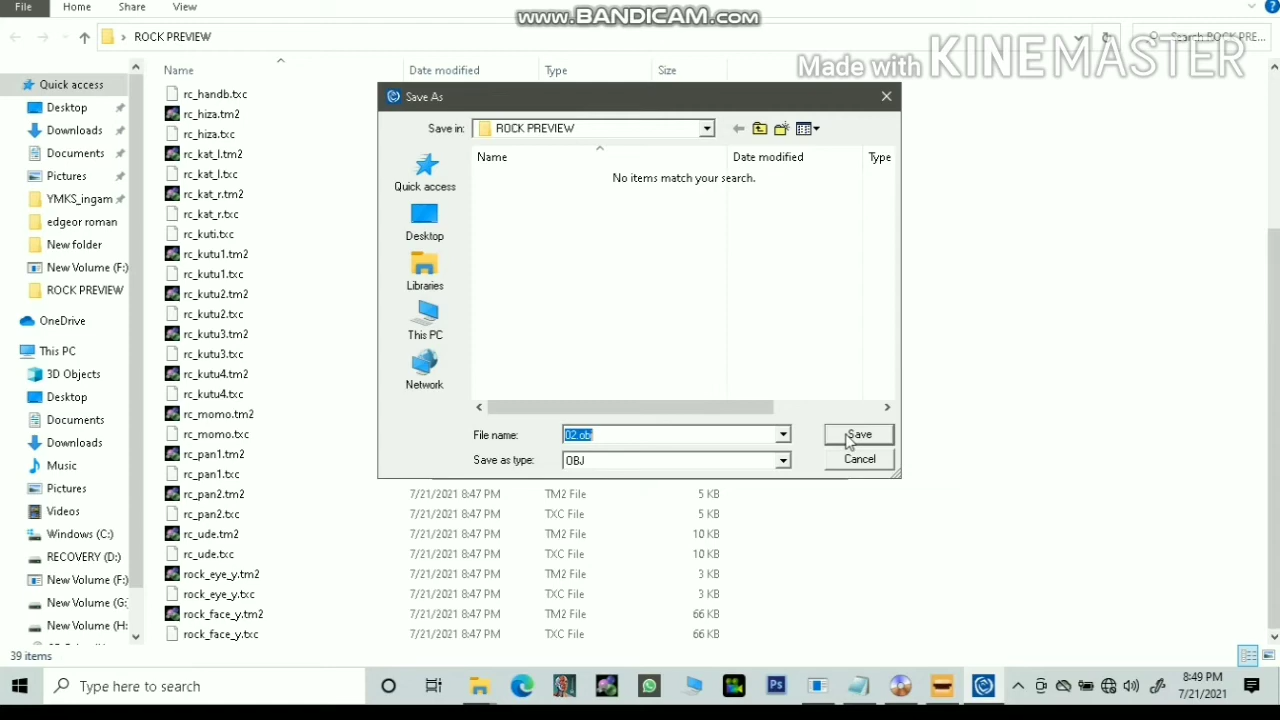 File
Home
Share
View
www.BANDICAM.com
Made with KINEMASTER
ROCK PREVIEW
Search ROCK PRE...
Name
Date modified
Type
Size
Quick access
Desktop
Downloads
Documents
Pictures
YMKS_ingam
edgeor roman
New folder
New Volume (F:)
ROCK PREVIEW
OneDrive
This PC
3D Objects
Desktop
Documents
Downloads
Music
Pictures
Videos
Windows (C:)
RECOVERY (D:)
New Volume (F:)
New Volume (G:
New Volume (H:
rc_handb.txc
rc_hiza.tm2
rc_hiza.txc
rc_kat_l.tm2
rc_kat_l.txc
rc_kat_r.tm2
rc_kat_r.txc
rc_kuti.txc
rc_kutu1.tm2
rc_kutu1.txc
rc_kutu2.tm2
rc_kutu2.txc
rc_kutu3.tm2
rc_kutu3.txc
rc_kutu4.tm2
rc_kutu4.txc
rc_momo.tm2
rc_momo.txc
rc_pan1.tm2
rc_pan1.txc
rc_pan2.tm2 7/21/2021 8:47 PM TM2 File 5 KB
rc_pan2.txc 7/21/2021 8:47 PM TXC File 5 KB
rc_ude.tm2 7/21/2021 8:47 PM TM2 File 10 KB
rc_ude.txc 7/21/2021 8:47 PM TXC File 10 KB
rock_eye_y.tm2 7/21/2021 8:47 PM TM2 File 3 KB
rock_eye_y.txc 7/21/2021 8:47 PM TXC File 3 KB
rock_face_y.tm2 7/21/2021 8:47 PM TM2 File 66 KB
rock_face_y.txc 7/21/2021 8:47 PM TXC File 66 KB
Save As
Save in: ROCK PREVIEW
Quick access
Desktop
Libraries
This PC
Network
Name
Date modified
Type
No items match your search.
File name: 02.obj
Save
Save as type: OBJ
Cancel
39 items
Type here to search
Ps
8:49 PM
7/21/2021